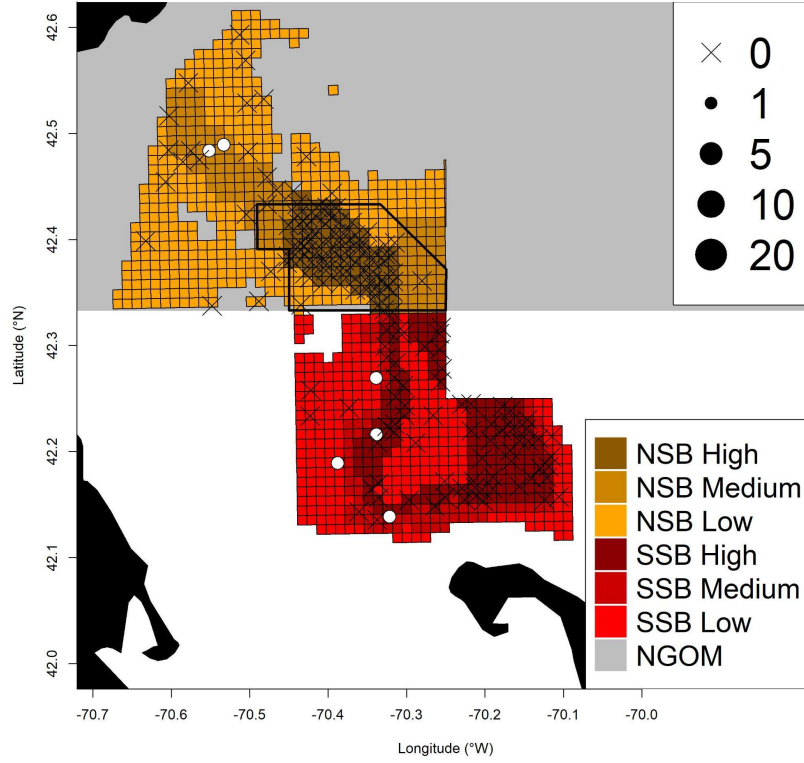 42.6
42.5
42.4
42.3
42.2
42.1
42.0
Latitude (°N)
-70.7
-70.6
-70.5
-70.4
-70.3
-70.2
-70.1
-70.0
Longitude (°W)
0
1
5
10
20
NSB High
NSB Medium
NSB Low
SSB High
SSB Medium
SSB Low
NGOM